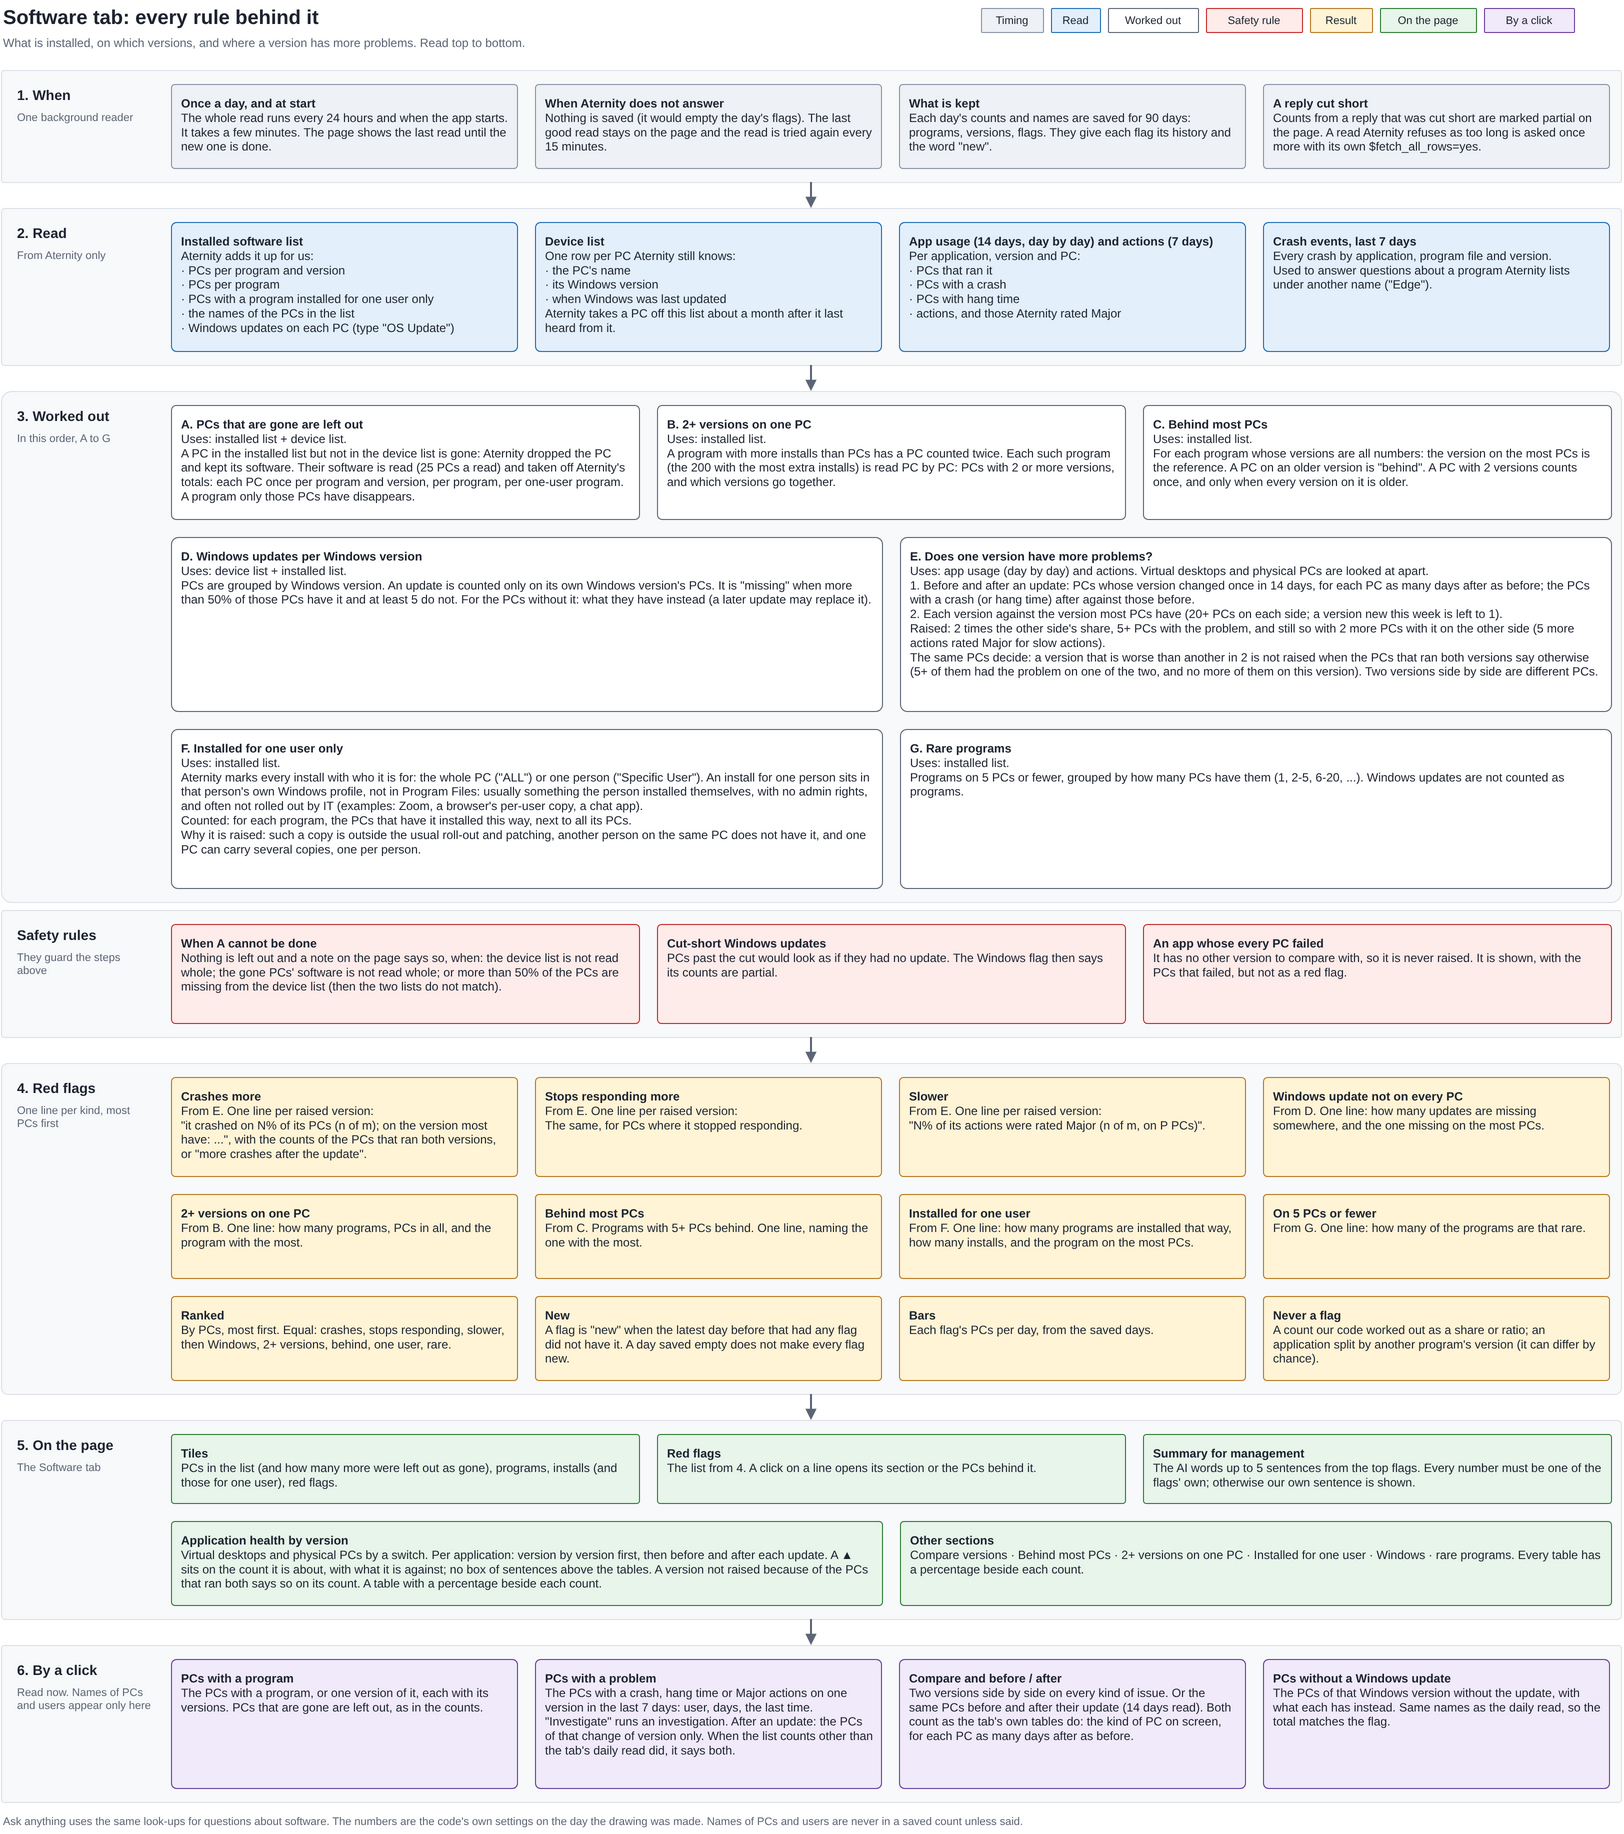 Software tab: every rule behind it
What is installed, on which versions, and where a version has more problems. Read top to bottom.
Timing
Read
Worked out
Safety rule
Result
On the page
By a click
1. When
One background reader
Once a day, and at start
The whole read runs every 24 hours and when the app starts.
It takes a few minutes. The page shows the last read until the
new one is done.
When Aternity does not answer
Nothing is saved (it would empty the day's flags). The last
good read stays on the page and the read is tried again every
15 minutes.
What is kept
Each day's counts and names are saved for 90 days:
programs, versions, flags. They give each flag its history and
the word "new".
A reply cut short
Counts from a reply that was cut short are marked partial on
the page. A read Aternity refuses as too long is asked once
more with its own $fetch_all_rows=yes.
2. Read
From Aternity only
Installed software list
Aternity adds it up for us:
· PCs per program and version
· PCs per program
· PCs with a program installed for one user only
· the names of the PCs in the list
· Windows updates on each PC (type "OS Update")
Device list
One row per PC Aternity still knows:
· the PC's name
· its Windows version
· when Windows was last updated
Aternity takes a PC off this list about a month after it last
heard from it.
App usage (14 days, day by day) and actions (7 days)
Per application, version and PC:
· PCs that ran it
· PCs with a crash
· PCs with hang time
· actions, and those Aternity rated Major
Crash events, last 7 days
Every crash by application, program file and version.
Used to answer questions about a program Aternity lists
under another name ("Edge").
3. Worked out
In this order, A to G
A. PCs that are gone are left out
Uses: installed list + device list.
A PC in the installed list but not in the device list is gone: Aternity dropped the PC
and kept its software. Their software is read (25 PCs a read) and taken off Aternity's
totals: each PC once per program and version, per program, per one-user program.
A program only those PCs have disappears.
B. 2+ versions on one PC
Uses: installed list.
A program with more installs than PCs has a PC counted twice. Each such program
(the 200 with the most extra installs) is read PC by PC: PCs with 2 or more versions,
and which versions go together.
C. Behind most PCs
Uses: installed list.
For each program whose versions are all numbers: the version on the most PCs is
the reference. A PC on an older version is "behind". A PC with 2 versions counts
once, and only when every version on it is older.
D. Windows updates per Windows version
Uses: device list + installed list.
PCs are grouped by Windows version. An update is counted only on its own Windows version's PCs. It is "missing" when more
than 50% of those PCs have it and at least 5 do not. For the PCs without it: what they have instead (a later update may replace it).
E. Does one version have more problems?
Uses: app usage (day by day) and actions. Virtual desktops and physical PCs are looked at apart.
1. Before and after an update: PCs whose version changed once in 14 days, for each PC as many days after as before; the PCs
with a crash (or hang time) after against those before.
2. Each version against the version most PCs have (20+ PCs on each side; a version new this week is left to 1).
Raised: 2 times the other side's share, 5+ PCs with the problem, and still so with 2 more PCs with it on the other side (5 more
actions rated Major for slow actions).
The same PCs decide: a version that is worse than another in 2 is not raised when the PCs that ran both versions say otherwise
(5+ of them had the problem on one of the two, and no more of them on this version). Two versions side by side are different PCs.
F. Installed for one user only
Uses: installed list.
Aternity marks every install with who it is for: the whole PC ("ALL") or one person ("Specific User"). An install for one person sits in
that person's own Windows profile, not in Program Files: usually something the person installed themselves, with no admin rights,
and often not rolled out by IT (examples: Zoom, a browser's per-user copy, a chat app).
Counted: for each program, the PCs that have it installed this way, next to all its PCs.
Why it is raised: such a copy is outside the usual roll-out and patching, another person on the same PC does not have it, and one
PC can carry several copies, one per person.
G. Rare programs
Uses: installed list.
Programs on 5 PCs or fewer, grouped by how many PCs have them (1, 2-5, 6-20, ...). Windows updates are not counted as
programs.
Safety rules
They guard the steps
above
When A cannot be done
Nothing is left out and a note on the page says so, when: the device list is not read
whole; the gone PCs' software is not read whole; or more than 50% of the PCs are
missing from the device list (then the two lists do not match).
Cut-short Windows updates
PCs past the cut would look as if they had no update. The Windows flag then says
its counts are partial.
An app whose every PC failed
It has no other version to compare with, so it is never raised. It is shown, with the
PCs that failed, but not as a red flag.
4. Red flags
One line per kind, most
PCs first
Crashes more
From E. One line per raised version:
"it crashed on N% of its PCs (n of m); on the version most
have: ...", with the counts of the PCs that ran both versions,
or "more crashes after the update".
Stops responding more
From E. One line per raised version:
The same, for PCs where it stopped responding.
Slower
From E. One line per raised version:
"N% of its actions were rated Major (n of m, on P PCs)".
Windows update not on every PC
From D. One line: how many updates are missing
somewhere, and the one missing on the most PCs.
2+ versions on one PC
From B. One line: how many programs, PCs in all, and the
program with the most.
Behind most PCs
From C. Programs with 5+ PCs behind. One line, naming the
one with the most.
Installed for one user
From F. One line: how many programs are installed that way,
how many installs, and the program on the most PCs.
On 5 PCs or fewer
From G. One line: how many of the programs are that rare.
Ranked
By PCs, most first. Equal: crashes, stops responding, slower,
then Windows, 2+ versions, behind, one user, rare.
New
A flag is "new" when the latest day before that had any flag
did not have it. A day saved empty does not make every flag
new.
Bars
Each flag's PCs per day, from the saved days.
Never a flag
A count our code worked out as a share or ratio; an
application split by another program's version (it can differ by
chance).
5. On the page
The Software tab
Tiles
PCs in the list (and how many more were left out as gone), programs, installs (and
those for one user), red flags.
Red flags
The list from 4. A click on a line opens its section or the PCs behind it.
Summary for management
The AI words up to 5 sentences from the top flags. Every number must be one of the
flags' own; otherwise our own sentence is shown.
Application health by version
Virtual desktops and physical PCs by a switch. Per application: version by version first, then before and after each update. A ▲
sits on the count it is about, with what it is against; no box of sentences above the tables. A version not raised because of the PCs
that ran both says so on its count. A table with a percentage beside each count.
Other sections
Compare versions · Behind most PCs · 2+ versions on one PC · Installed for one user · Windows · rare programs. Every table has
a percentage beside each count.
6. By a click
Read now. Names of PCs
and users appear only here
PCs with a program
The PCs with a program, or one version of it, each with its
versions. PCs that are gone are left out, as in the counts.
PCs with a problem
The PCs with a crash, hang time or Major actions on one
version in the last 7 days: user, days, the last time.
"Investigate" runs an investigation. After an update: the PCs
of that change of version only. When the list counts other than
the tab's daily read did, it says both.
Compare and before / after
Two versions side by side on every kind of issue. Or the
same PCs before and after their update (14 days read). Both
count as the tab's own tables do: the kind of PC on screen,
for each PC as many days after as before.
PCs without a Windows update
The PCs of that Windows version without the update, with
what each has instead. Same names as the daily read, so the
total matches the flag.
Ask anything uses the same look-ups for questions about software. The numbers are the code's own settings on the day the drawing was made. Names of PCs and users are never in a saved count unless said.